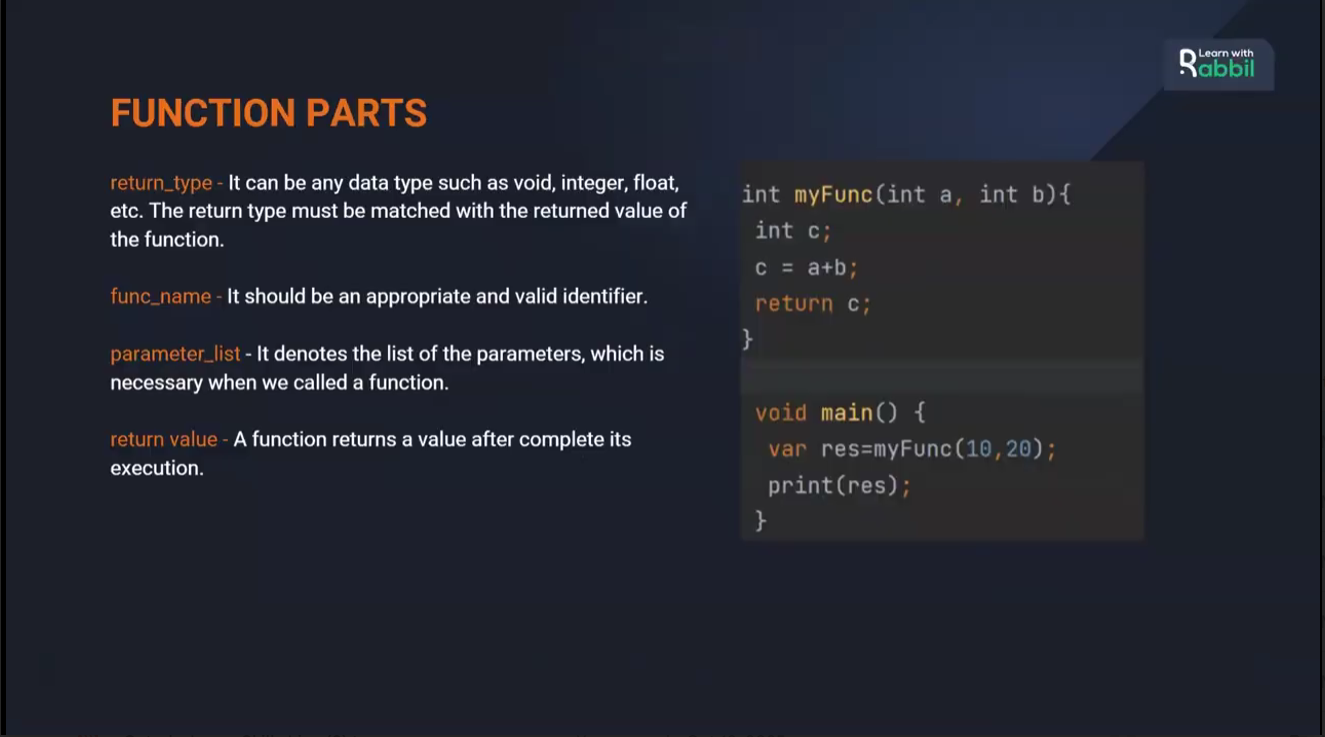 Learn with
Rabbil
FUNCTION PARTS
return_type - It can be any data type such as void, integer, float,
etc. The return type must be matched with the returned value of
the function.
func_name - It should be an appropriate and valid identifier.
parameter_list - It denotes the list of the parameters, which is
necessary when we called a function.
return value - A function returns a value after complete its
execution.
int myFunc(int a, int b){
int c;
c = a+b;
return c;
}
void main() {
var res=myFunc(10,20);
print(res);
}